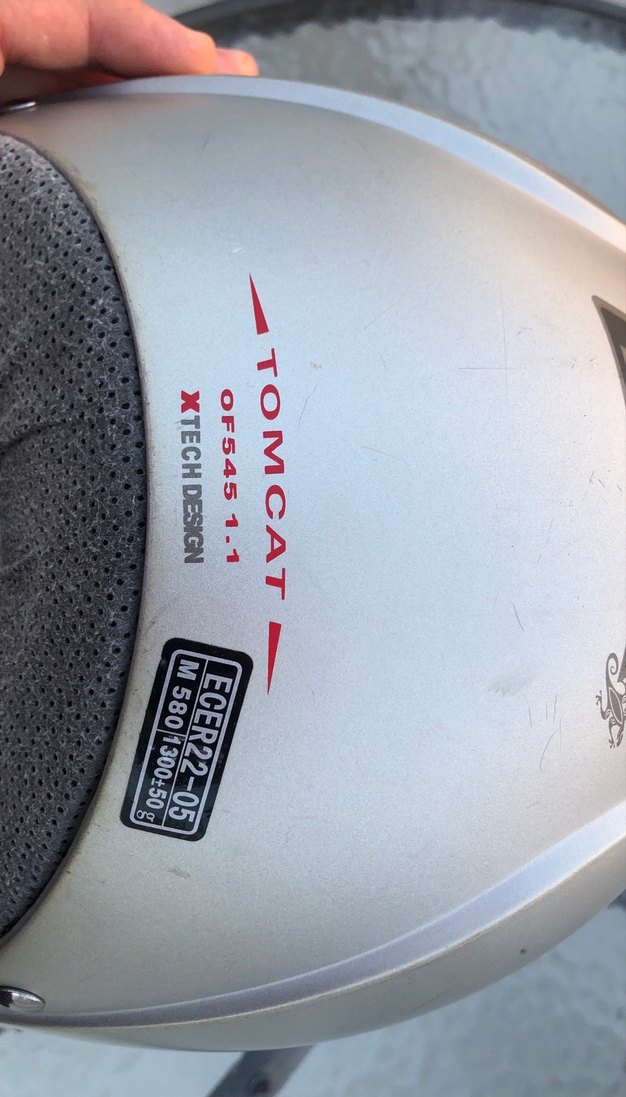 TOMCAT
OF545 1.1
XTECH DESIGN
ECER22-05
M 580 1300±50 g